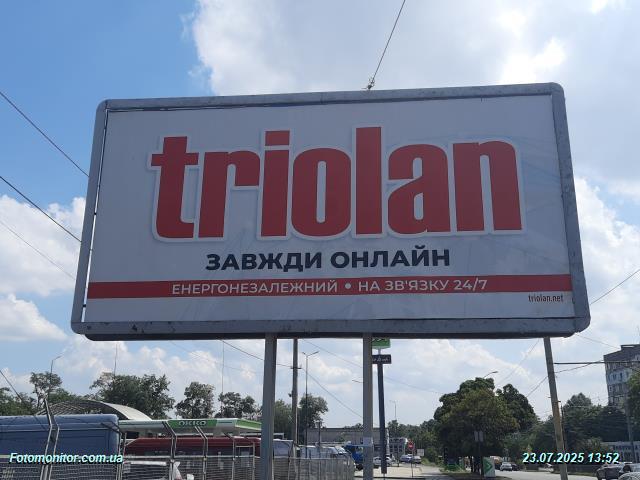 triolan
ЗАВЖДИ ОНЛАЙН
ЕНЕРГОНЕЗАЛЕЖНИЙ • НА ЗВ'ЯЗКУ 24/7
triolan.net
OKKO
Fotomonitor.com.ua
23.07.2025 13:52